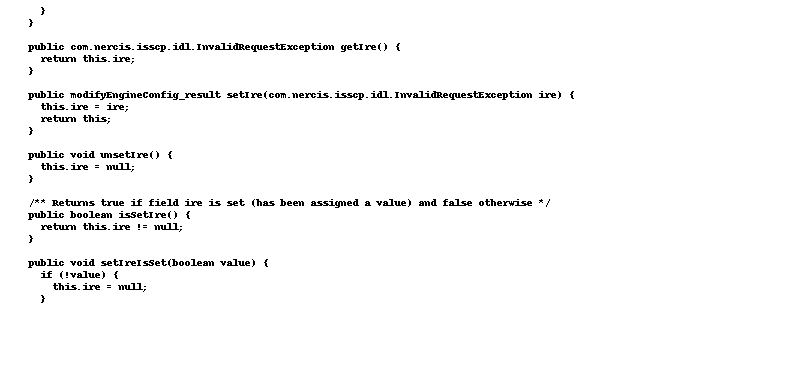 }
  }

  public com.nercis.isscp.idl.InvalidRequestException getIre() {
    return this.ire;
  }

  public modifyEngineConfig_result setIre(com.nercis.isscp.idl.InvalidRequestException ire) {
    this.ire = ire;
    return this;
  }

  public void unsetIre() {
    this.ire = null;
  }

  /** Returns true if field ire is set (has been assigned a value) and false otherwise */
  public boolean isSetIre() {
    return this.ire != null;
  }

  public void setIreIsSet(boolean value) {
    if (!value) {
      this.ire = null;
    }